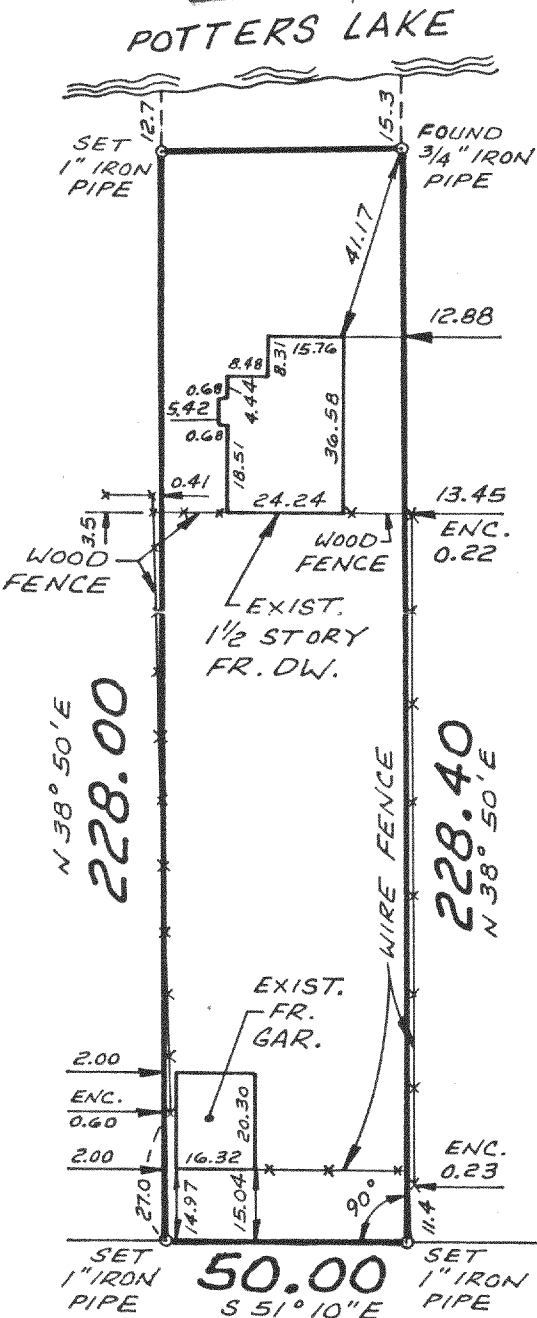 POTTERS LAKE
12.7
15.3
SET
1" IRON
PIPE
FOUND
3/4" IRON
PIPE
41.17
12.88
15.76
8.31
8.48
0.68
4.44
5.42
0.68
36.58
18.51
0.41
24.24
13.45
3.5
ENC.
0.22
WOOD
FENCE
WOOD
FENCE
EXIST.
1 1/2 STORY
FR. DW.
N 38° 50' E
228.00
228.40
N 38° 50' E
WIRE FENCE
EXIST.
FR.
GAR.
2.00
ENC.
0.60
20.30
2.00
16.32
ENC.
0.23
27.0
14.97
15.04
90°
11.4
SET
1" IRON
PIPE
50.00
S 51° 10" E
SET
1" IRON
PIPE